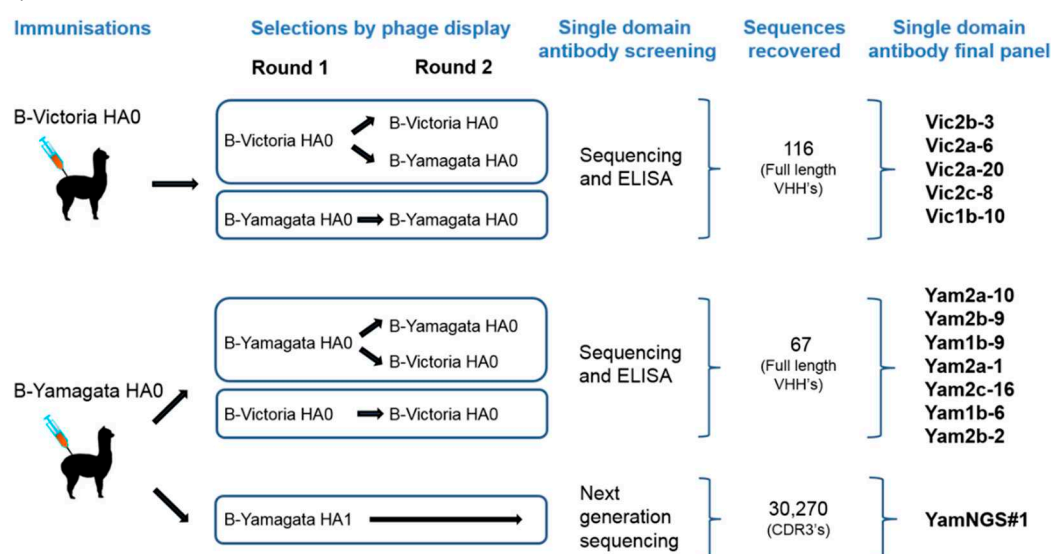 Immunisations
Selections by phage display
Single domain
antibody screening
Sequences
recovered
Single domain
antibody final panel
Round 1
Round 2
B-Victoria HA0
B-Victoria HA0
B-Victoria HA0
B-Yamagata HA0
B-Yamagata HA0
B-Yamagata HA0
Sequencing
and ELISA
116
(Full length
VHH's)
Vic2b-3
Vic2a-6
Vic2a-20
Vic2c-8
Vic1b-10
B-Yamagata HA0
B-Yamagata HA0
B-Yamagata HA0
B-Victoria HA0
B-Victoria HA0
B-Victoria HA0
Sequencing
and ELISA
67
(Full length
VHH's)
Yam2a-10
Yam2b-9
Yam1b-9
Yam2a-1
Yam2c-16
Yam1b-6
Yam2b-2
B-Yamagata HA1
Next
generation
sequencing
30,270
(CDR3's)
YamNGS#1